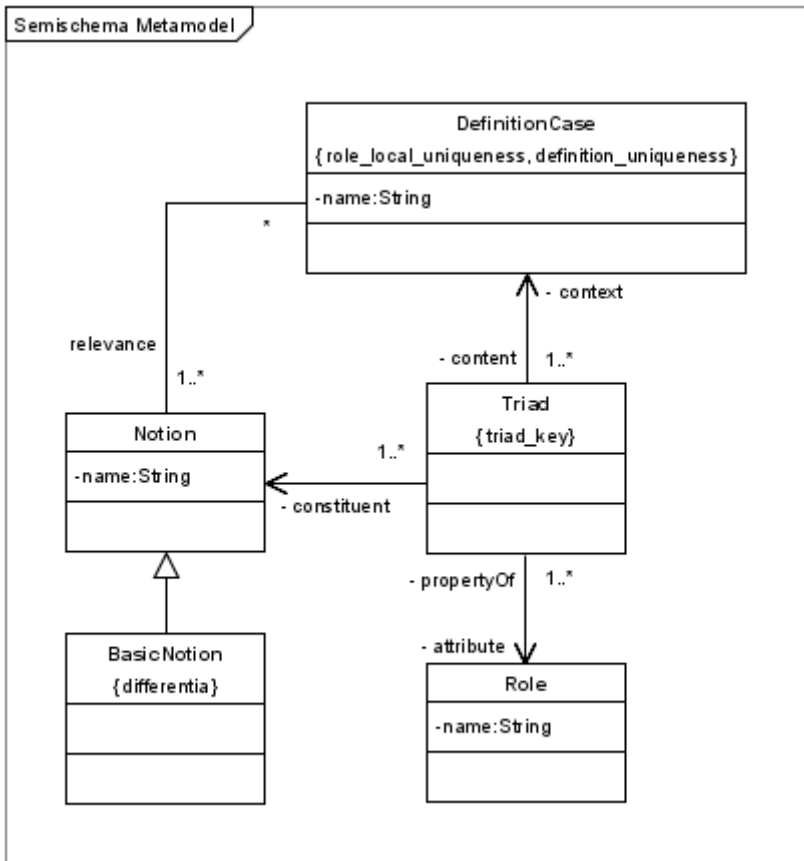 Semischema Metamodel
DefinitionCase
{role_local_uniqueness, definition_uniqueness}
-name:String
*
- context
relevance
- content
1..*
1..*
Notion
-name:String
Triad
{triad_key}
1..*
- constituent
- propertyOf
1..*
BasicNotion
{differentia}
- attribute
Role
-name:String